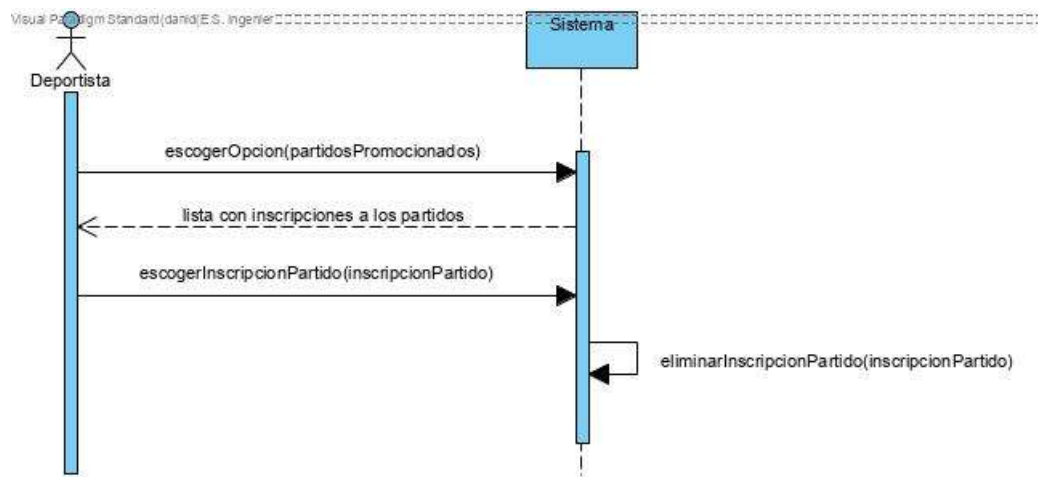 Visual Paradigm Standard(danid(E.S. Ingenier
Sistema
Deportista
escogerOpcion(partidosPromocionados)
lista con inscripciones a los partidos
escogerInscripcionPartido(inscripcionPartido)
eliminarInscripcionPartido(inscripcionPartido)